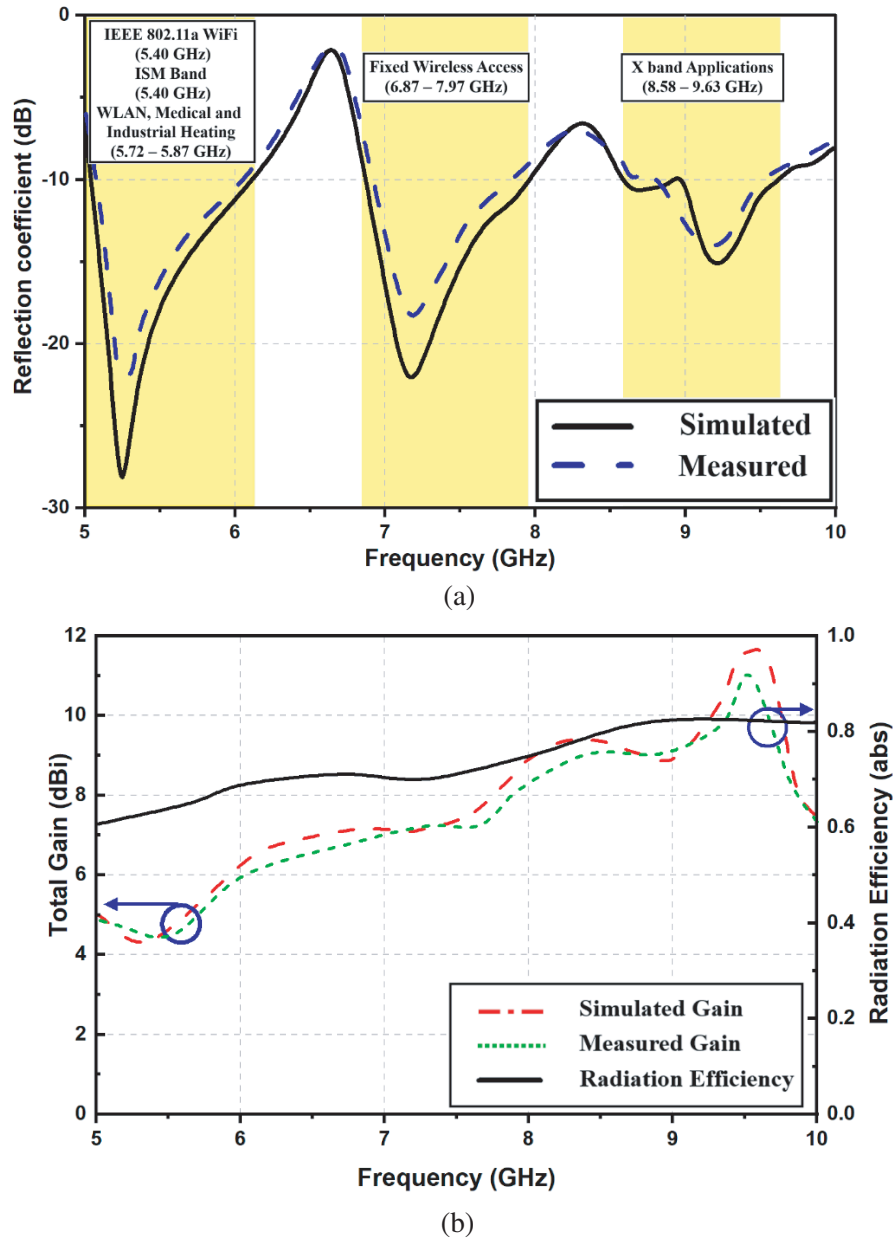 0
-10
-20
-30
Reflection coefficient (dB)
IEEE 802.11a WiFi
(5.40 GHz)
ISM Band
(5.40 GHz)
WLAN, Medical and
Industrial Heating
(5.72 – 5.87 GHz)
Fixed Wireless Access
(6.87 – 7.97 GHz)
X band Applications
(8.58 – 9.63 GHz)
Simulated
Measured
5 6 7 8 9 10
Frequency (GHz)
(a)
12
10
8
6
4
2
0
Total Gain (dBi)
1.0
0.8
0.6
0.4
0.2
0.0
Radiation Efficiency (abs)
Simulated Gain
Measured Gain
Radiation Efficiency
5 6 7 8 9 10
Frequency (GHz)
(b)